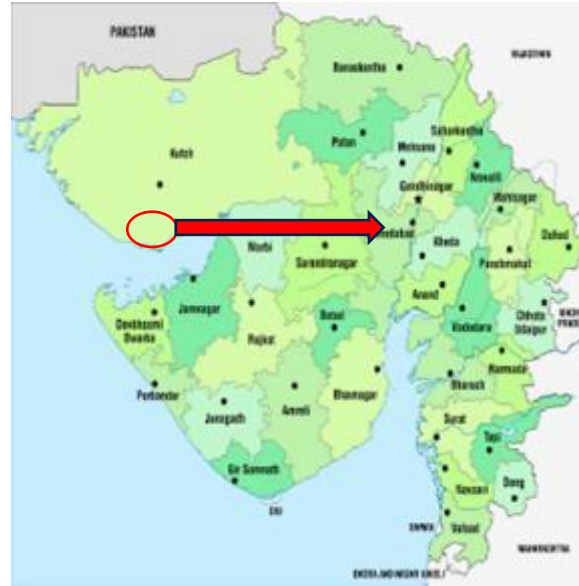 PAKISTAN
RAJASTHAN
Banaskantha
Patan
Sabarkantha
Mehsana
Kutch
Aravalli
Gandhinagar
Mahisagar
Morbi
Kheda
Dahod
Surendranagar
Panchmahal
Anand
Jamnagar
Botad
Vadodara
Chhota
Udaipur
Devbhoomi
Dwarka
Rajkot
Narmada
Porbandar
Bharuch
Bhavnagar
Junagadh
Amreli
Surat
Tapi
Gir Somnath
Dang
Navsari
DIU
Valsad